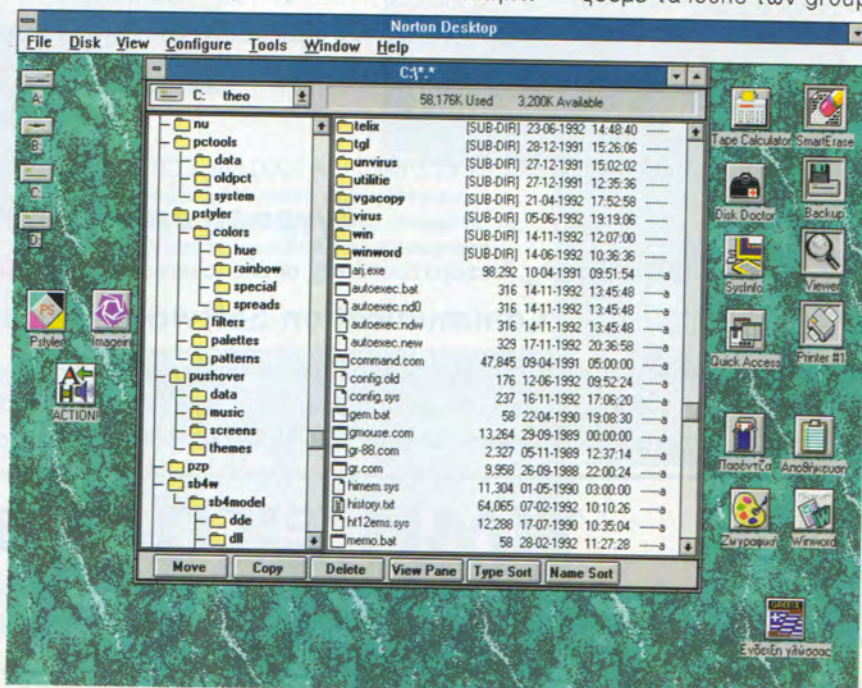 ζουμε τα icons των group
Norton Desktop
File Disk View Configure Tools Window Help
C:\*.*
C: theo
58,176K Used 3,200K Available
A:
B:
C:
D:
Pstyler
Imagein
ACTION!
nu
pctools
data
oldpct
system
pstyler
colors
hue
rainbow
special
spreads
filters
palettes
patterns
pushover
data
music
screens
themes
pzp
sb4w
sb4model
dde
dll
telix [SUB-DIR] 23-06-1992 14:48:40 ------
tgl [SUB-DIR] 28-12-1991 15:26:06 ------
unvirus [SUB-DIR] 27-12-1991 15:02:02 ------
utilitie [SUB-DIR] 27-12-1991 12:35:36 ------
vgacopy [SUB-DIR] 21-04-1992 17:52:58 ------
virus [SUB-DIR] 05-06-1992 19:19:06 ------
win [SUB-DIR] 14-11-1992 12:07:00 ------
winword [SUB-DIR] 14-06-1992 10:36:36 ------
arj.exe 98,292 10-04-1991 09:51:54 -----a
autoexec.bat 316 14-11-1992 13:45:48 -----a
autoexec.nd0 316 14-11-1992 13:45:48 -----a
autoexec.ndw 316 14-11-1992 13:45:48 -----a
autoexec.new 329 17-11-1992 20:36:58 -----a
command.com 47,845 09-04-1991 05:00:00 -----a
config.old 176 12-06-1992 09:52:24 -----a
config.sys 237 16-11-1992 17:06:20 -----a
gem.bat 58 22-04-1990 19:08:30 -----a
gmouse.com 13,264 29-09-1989 00:00:00 -----a
gr-88.com 2,327 05-11-1989 12:37:14 -----a
gr.com 9,958 26-09-1988 22:00:24 -----a
himem.sys 11,304 01-05-1990 03:00:00 -----a
history.txt 64,065 07-02-1992 10:10:26 -----a
ht12ems.sys 12,288 17-07-1990 10:35:04 -----a
memo.bat 58 28-02-1992 11:27:28 -----a
Move Copy Delete View Pane Type Sort Name Sort
Tape Calculator SmartErase
Disk Doctor Backup
SysInfo Viewer
Quick Access Printer #1
Πασέντζα Αποθήκευση
Ζωγραφική Winword
GREECE
Ενδειξη γλώσσας